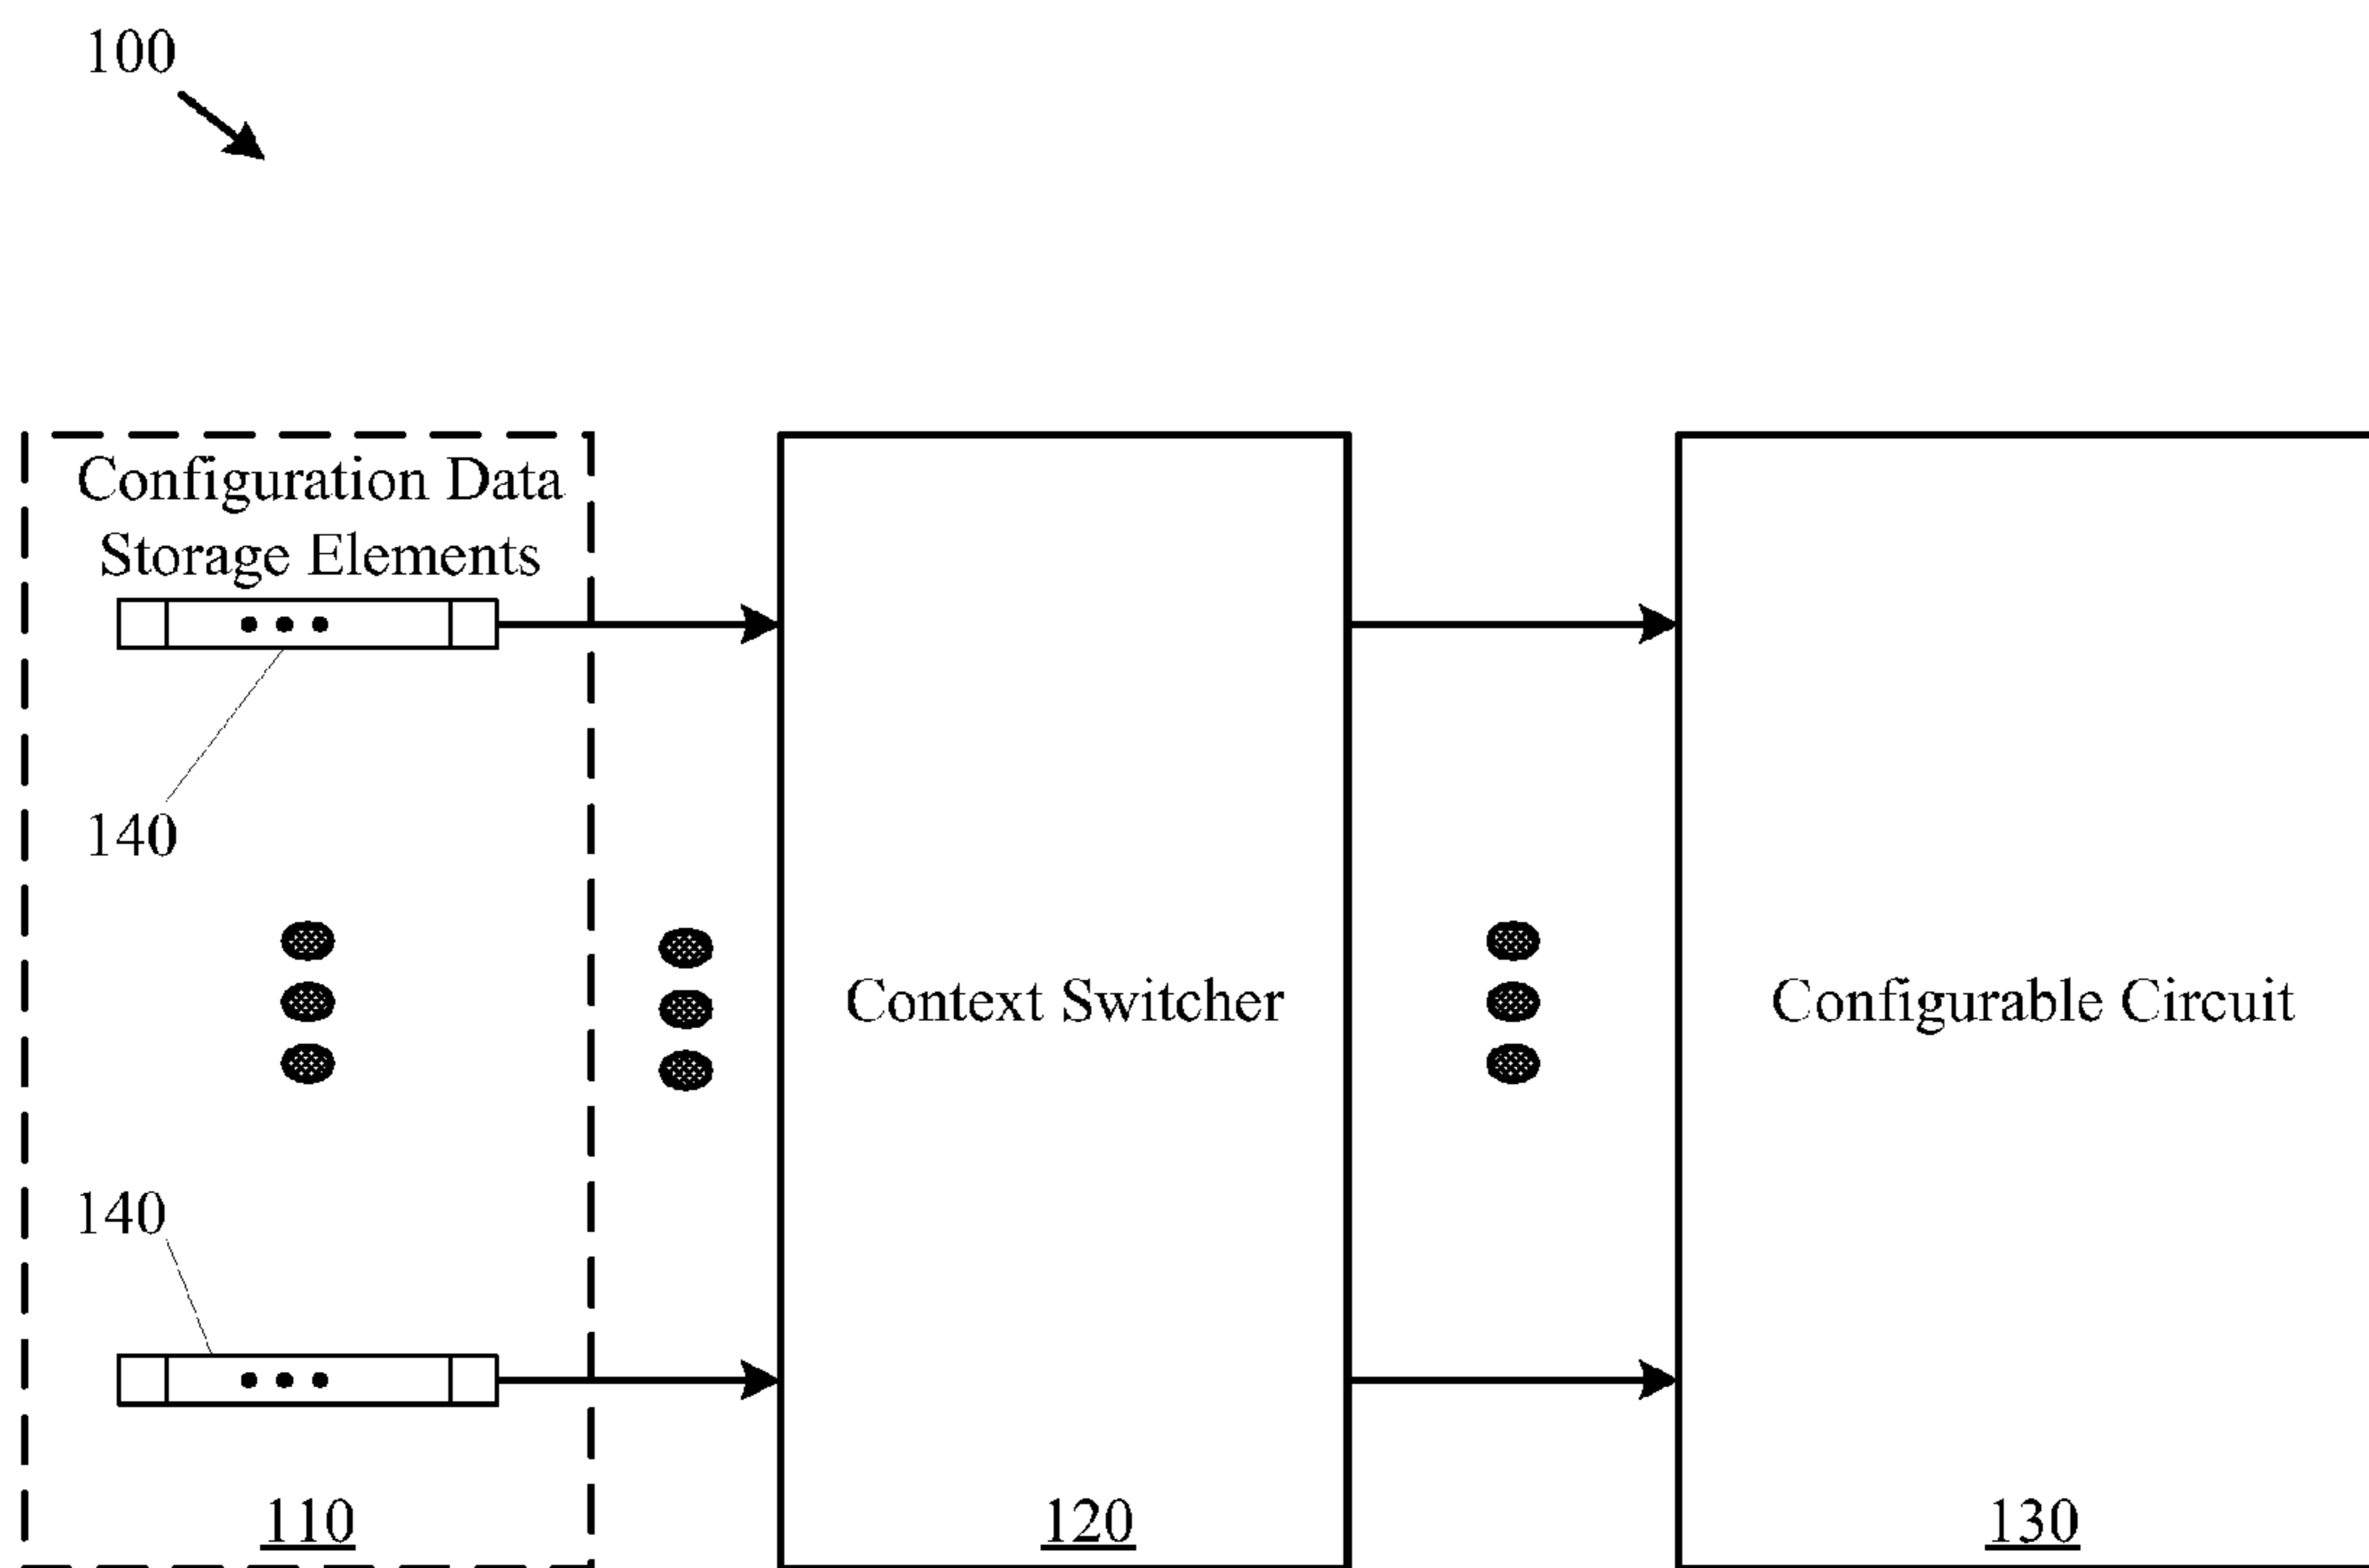 100
Configuration Data
Storage Elements
140
Context Switcher
Configurable Circuit
140
110
120
130